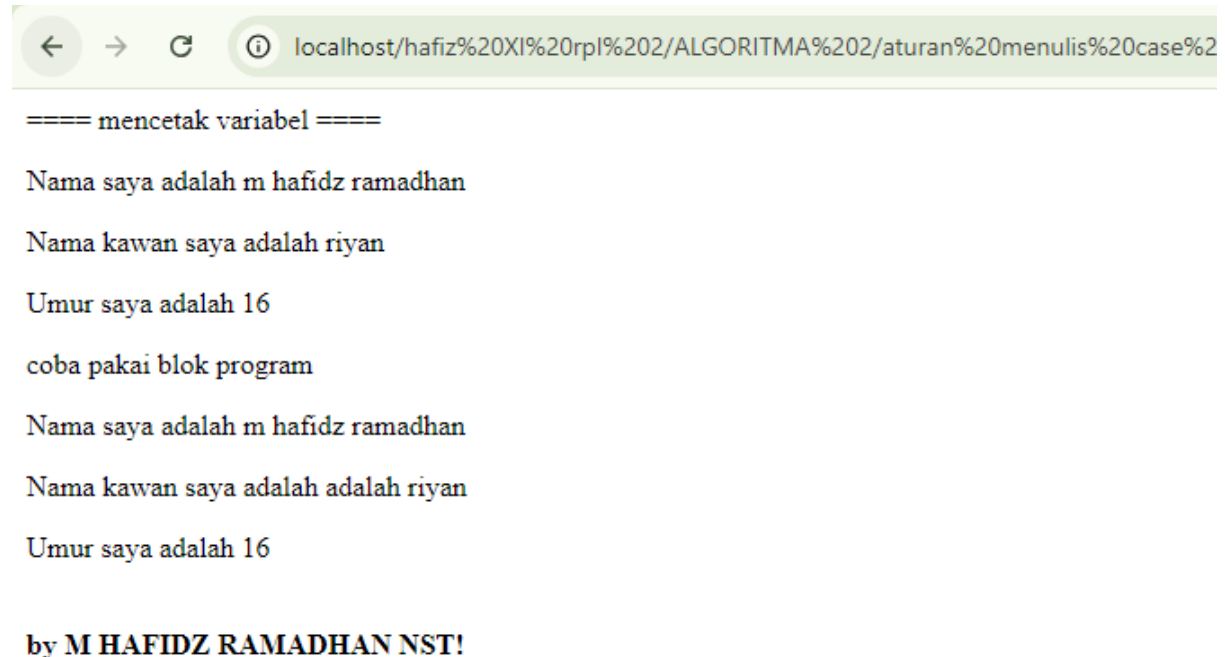 localhost/hafiz%20XI%20rpl%202/ALGORITMA%202/aturan%20menulis%20case%2
==== mencetak variabel ====
Nama saya adalah m hafidz ramadhan
Nama kawan saya adalah riyan
Umur saya adalah 16
coba pakai blok program
Nama saya adalah m hafidz ramadhan
Nama kawan saya adalah adalah riyan
Umur saya adalah 16
by M HAFIDZ RAMADHAN NST!